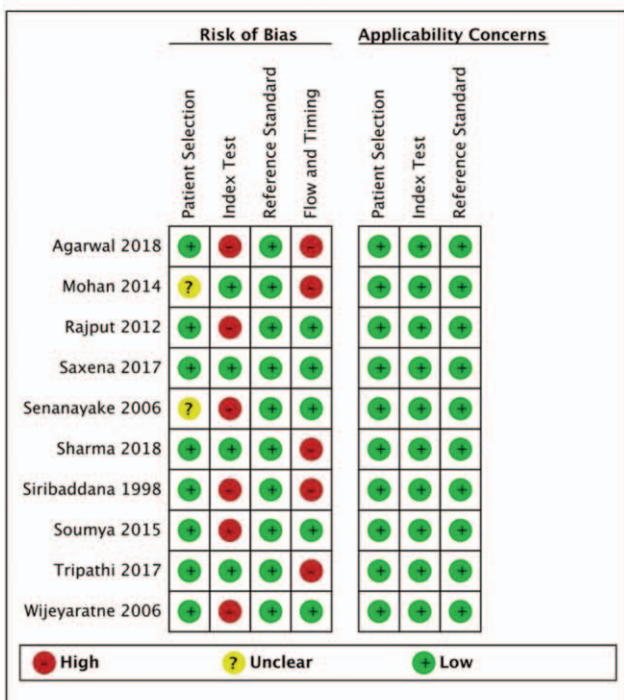 Risk of Bias Applicability Concerns
Patient Selection Index Test Reference Standard Flow and Timing Patient Selection Index Test Reference Standard
Agarwal 2018 + - + - + + +
Mohan 2014 ? + + - + + +
Rajput 2012 + - + + + + +
Saxena 2017 + + + + + + +
Senanayake 2006 ? - + + + + +
Sharma 2018 + + + - + + +
Siribaddana 1998 + - + - + + +
Soumya 2015 + - + + + + +
Tripathi 2017 + + + - + + +
Wijeyaratne 2006 + - + + + + +
- High ? Unclear + Low